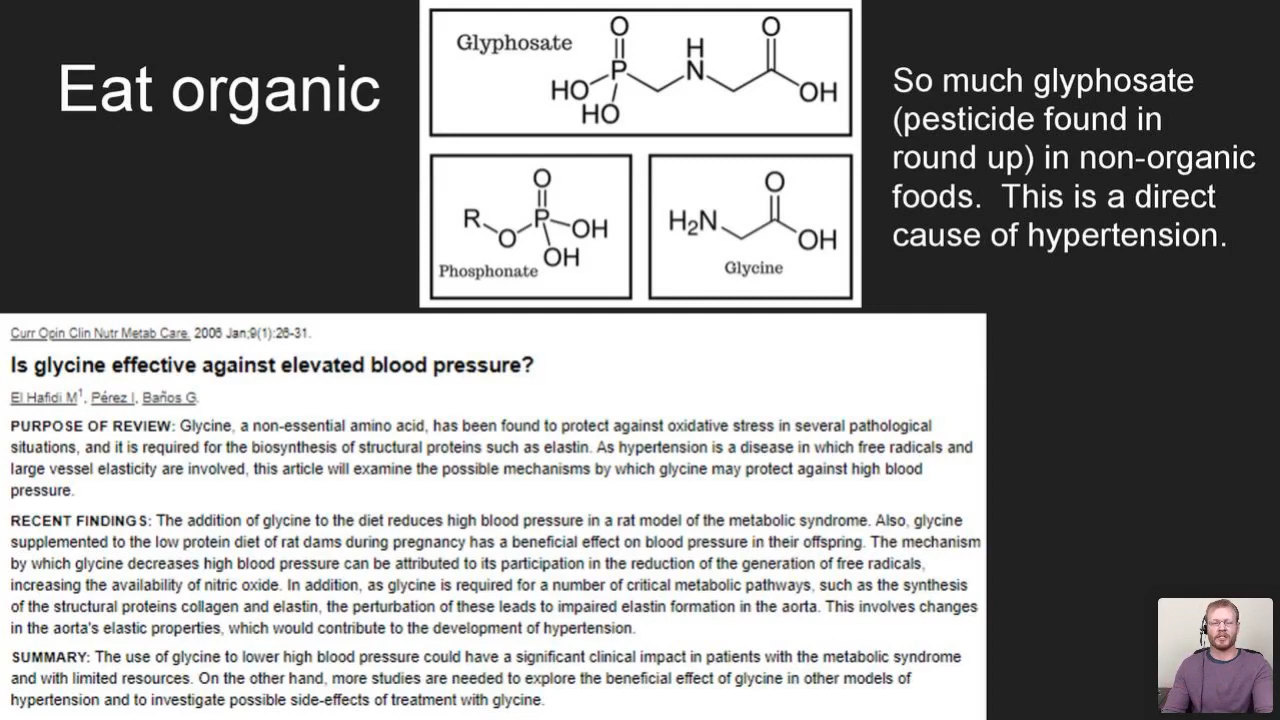 Eat organic
Glyphosate
O
P
HO
HO
H
N
O
OH
R
O
O
P
OH
OH
Phosphonate
H₂N
O
OH
Glycine
So much glyphosate
(pesticide found in
round up) in non-organic
foods.  This is a direct
cause of hypertension.
Curr Opin Clin Nutr Metab Care. 2006 Jan;9(1):26-31.
Is glycine effective against elevated blood pressure?
El Hafidi M¹, Pérez I, Baños G.
PURPOSE OF REVIEW: Glycine, a non-essential amino acid, has been found to protect against oxidative stress in several pathological
situations, and it is required for the biosynthesis of structural proteins such as elastin. As hypertension is a disease in which free radicals and
large vessel elasticity are involved, this article will examine the possible mechanisms by which glycine may protect against high blood
pressure.
RECENT FINDINGS: The addition of glycine to the diet reduces high blood pressure in a rat model of the metabolic syndrome. Also, glycine
supplemented to the low protein diet of rat dams during pregnancy has a beneficial effect on blood pressure in their offspring. The mechanism
by which glycine decreases high blood pressure can be attributed to its participation in the reduction of the generation of free radicals,
increasing the availability of nitric oxide. In addition, as glycine is required for a number of critical metabolic pathways, such as the synthesis
of the structural proteins collagen and elastin, the perturbation of these leads to impaired elastin formation in the aorta. This involves changes
in the aorta's elastic properties, which would contribute to the development of hypertension.
SUMMARY: The use of glycine to lower high blood pressure could have a significant clinical impact in patients with the metabolic syndrome
and with limited resources. On the other hand, more studies are needed to explore the beneficial effect of glycine in other models of
hypertension and to investigate possible side-effects of treatment with glycine.